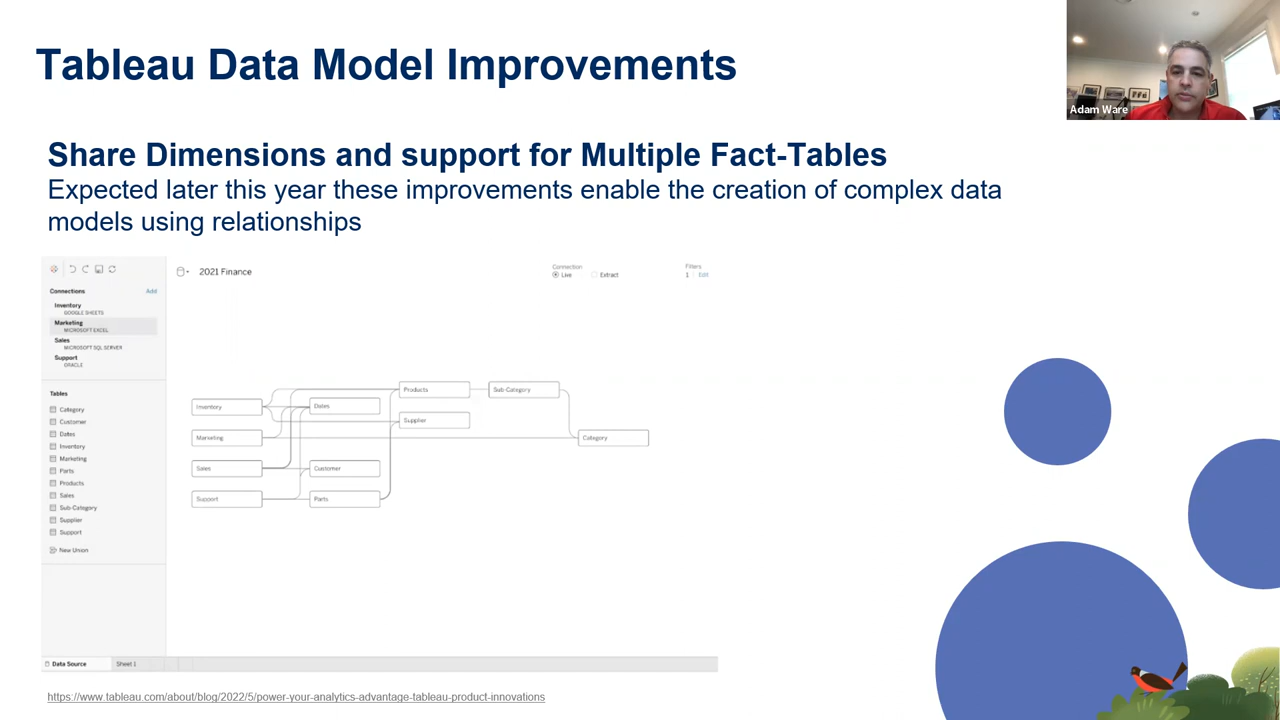 Tableau Data Model Improvements
Adam Ware
Share Dimensions and support for Multiple Fact-Tables
Expected later this year these improvements enable the creation of complex data
models using relationships
2021 Finance
Connection
Live
Extract
Filters
1
Edit
Connections
Add
Inventory
GOOGLE SHEETS
Marketing
MICROSOFT EXCEL
Sales
MICROSOFT SQL SERVER
Support
ORACLE
Tables
Category
Customer
Dates
Inventory
Marketing
Parts
Products
Sales
Sub-Category
Supplier
Support
New Union
Inventory
Dates
Products
Sub-Category
Marketing
Supplier
Category
Sales
Customer
Support
Parts
Data Source
Sheet 1
https://www.tableau.com/about/blog/2022/5/power-your-analytics-advantage-tableau-product-innovations